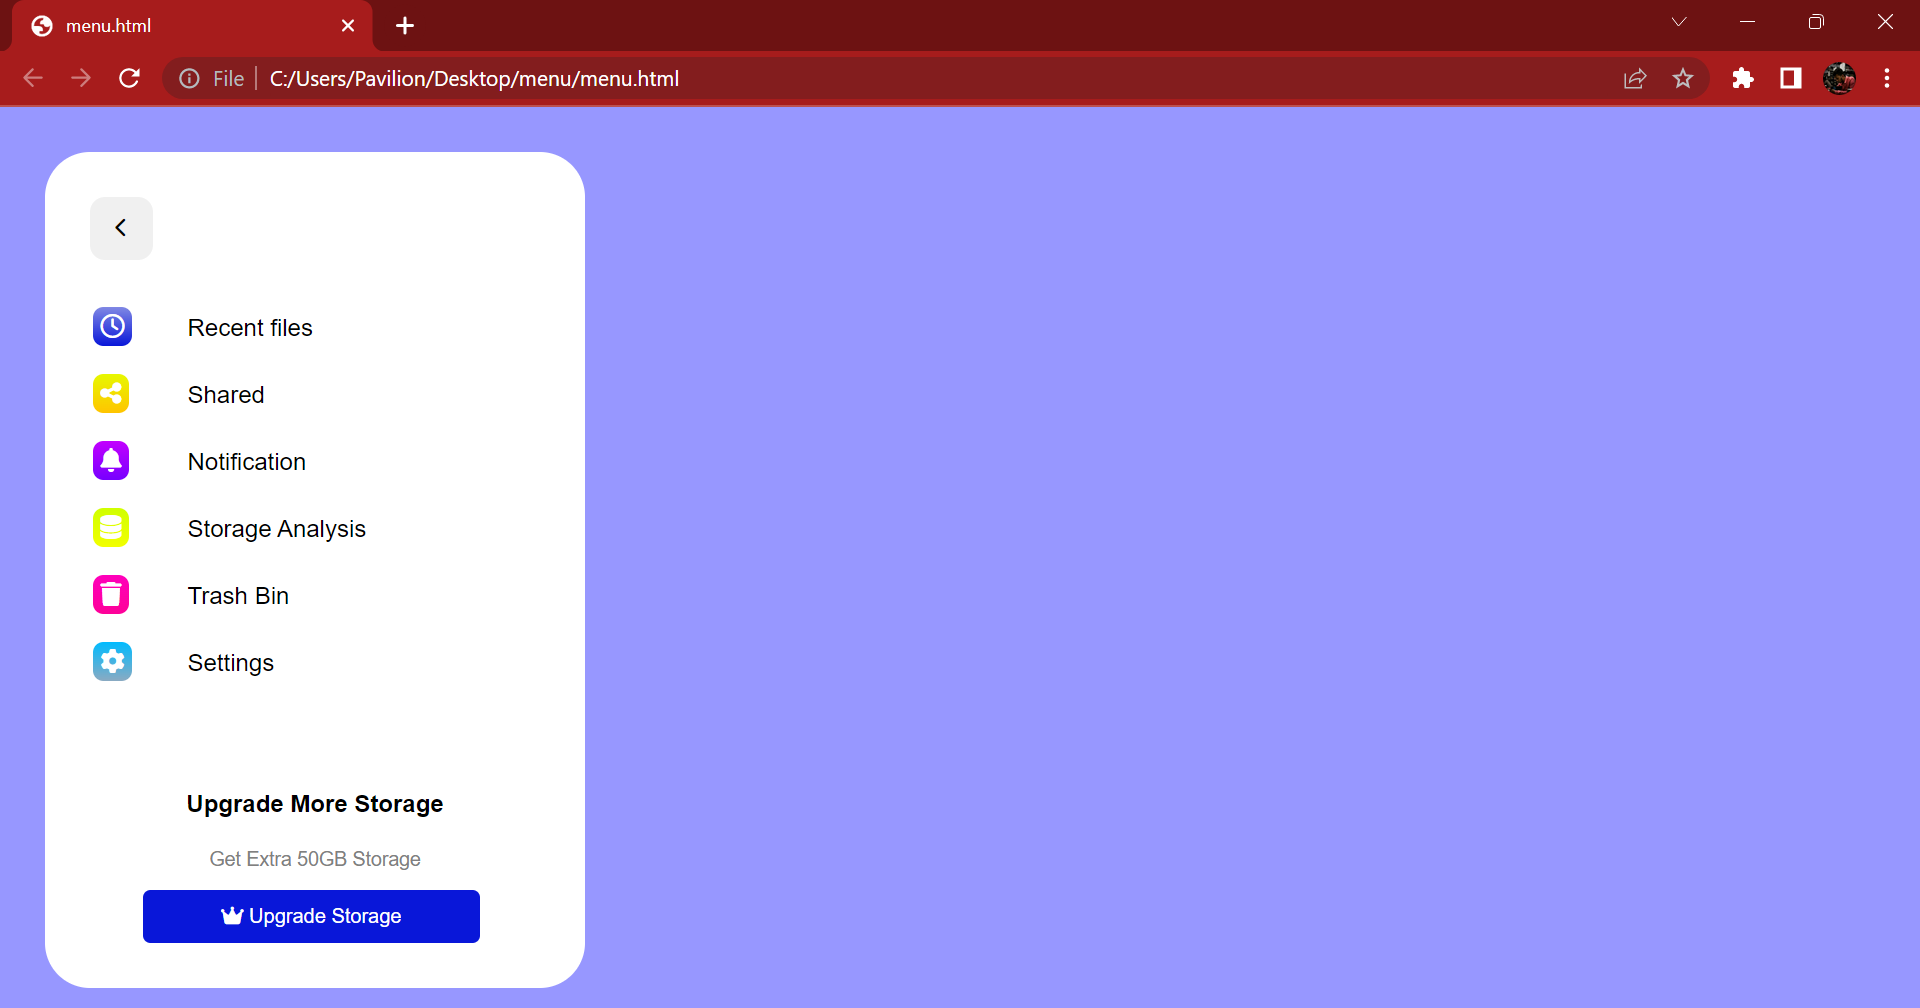 menu.html
File C:/Users/Pavilion/Desktop/menu/menu.html
Recent files
Shared
Notification
Storage Analysis
Trash Bin
Settings
Upgrade More Storage
Get Extra 50GB Storage
Upgrade Storage